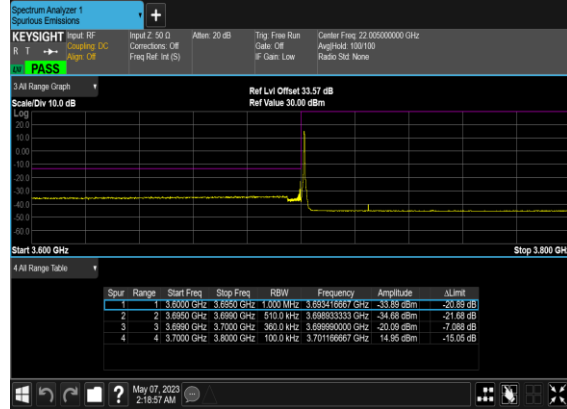 Spectrum Analyzer 1
Spurious Emissions
KEYSIGHT Input: RF Input Z: 50 Ω Atten: 20 dB Trig: Free Run Center Freq: 22.005000000 GHz
R T Coupling: DC Corrections: Off Gate: Off Avg|Hold: 100/100
Align: Off Freq Ref: Int (S) IF Gain: Low Radio Std: None
PASS
3 All Range Graph
Ref Lvl Offset 33.57 dB
Scale/Div 10.0 dB Ref Value 30.00 dBm
Log
20.0
10.0
0.00
-10.0
-20.0
-30.0
-40.0
-50.0
-60.0
Start 3.600 GHz Stop 3.800 GHz
4 All Range Table
Spur Range Start Freq Stop Freq RBW Frequency Amplitude ΔLimit
1 1 3.6000 GHz 3.6950 GHz 1.000 MHz 3.693416667 GHz -33.89 dBm -20.89 dB
2 2 3.6950 GHz 3.6990 GHz 510.0 kHz 3.698933333 GHz -34.68 dBm -21.68 dB
3 3 3.6990 GHz 3.7000 GHz 360.0 kHz 3.699990000 GHz -20.09 dBm -7.088 dB
4 4 3.7000 GHz 3.8000 GHz 100.0 kHz 3.701166667 GHz 14.95 dBm -15.05 dB
? May 07, 2023
2:18:57 AM